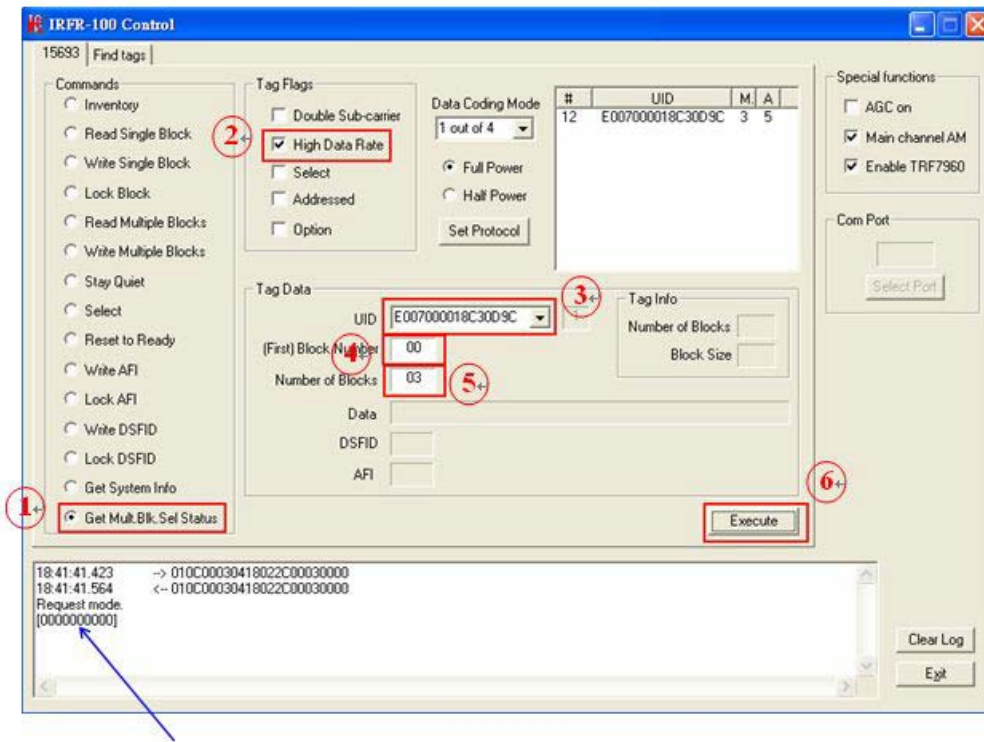 IRFR-100 Control
15693 Find tags
Commands
Inventory
Read Single Block
Write Single Block
Lock Block
Read Multiple Blocks
Write Multiple Blocks
Stay Quiet
Select
Reset to Ready
Write AFI
Lock AFI
Write DSFID
Lock DSFID
Get System Info
1
Get Mult.Blk.Sel Status
Tag Flags
Double Sub-carrier
2
High Data Rate
Select
Addressed
Option
Data Coding Mode
1 out of 4
Full Power
Half Power
Set Protocol
# UID M. A
12 E007000018C30D9C 3 5
Tag Data
UID E007000018C30D9C
3
(First) Block Number 00
4
Number of Blocks 03
5
Data
DSFID
AFI
Tag Info
Number of Blocks
Block Size
6
Execute
Special functions
AGC on
Main channel AM
Enable TRF7960
Com Port
Select Port
18:41:41.423 --> 010C00030418022C00030000
18:41:41.564 <-- 010C00030418022C00030000
Request mode.
[0000000000]
Clear Log
Exit